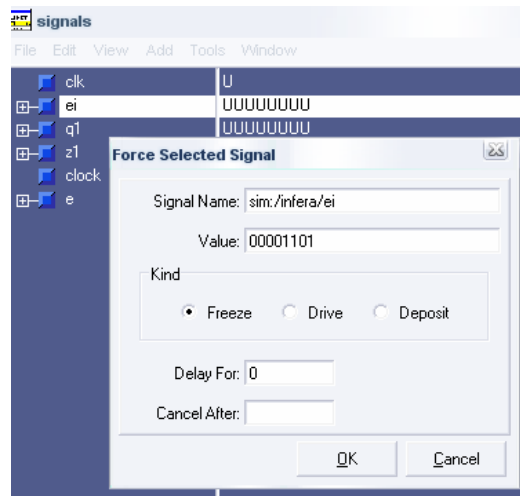 signals
File Edit View Add Tools Window
clk U
ei UUUUUUUU
q1 UUUUUUUU
z1
clock
e
Force Selected Signal
Signal Name: sim:/infera/ei
Value: 00001101
Kind
Freeze Drive Deposit
Delay For: 0
Cancel After:
OK Cancel